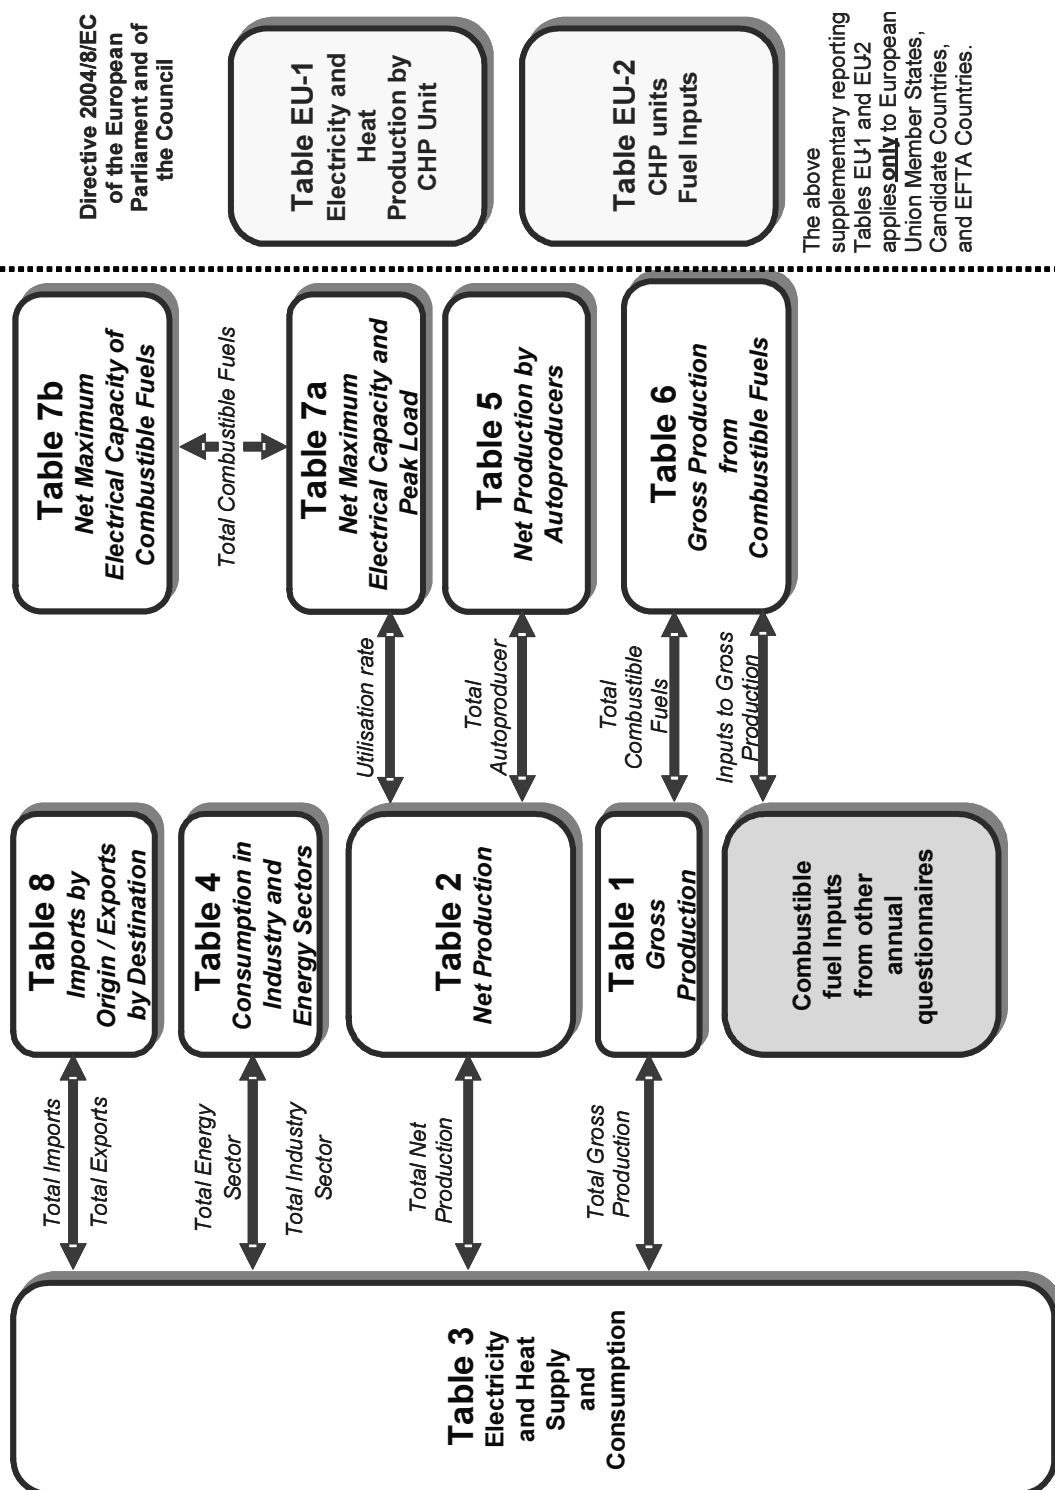 Table 3
Electricity
and Heat
Supply
and
Consumption
Total Imports
Total Exports
Total Energy
Sector
Total Industry
Sector
Total Net
Production
Total Gross
Production
Table 8
Imports by
Origin / Exports
by Destination
Table 4
Consumption in
Industry and
Energy Sectors
Table 2
Net Production
Table 1
Gross
Production
Combustible
fuel Inputs
from other
annual
questionnaires
Utilisation rate
Total
Autoproducer
Total
Combustible
Fuels
Inputs to Gross
Production
Table 7b
Net Maximum
Electrical Capacity of
Combustible Fuels
Total Combustible Fuels
Table 7a
Net Maximum
Electrical Capacity and
Peak Load
Table 5
Net Production by
Autoproducers
Table 6
Gross Production
from
Combustible Fuels
Directive 2004/8/EC
of the European
Parliament and of
the Council
Table EU-1
Electricity and
Heat
Production by
CHP Unit
Table EU-2
CHP units
Fuel Inputs
The above
supplementary reporting
Tables EU-1 and EU-2
applies only to European
Union Member States,
Candidate Countries,
and EFTA Countries.